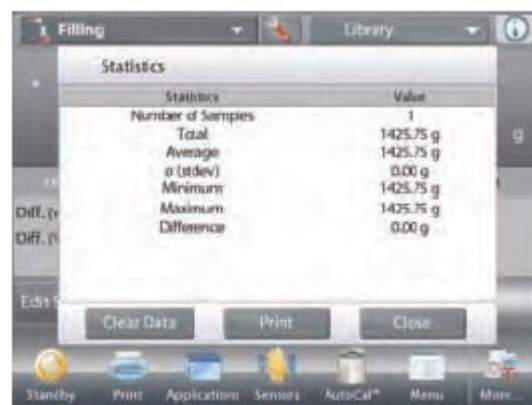 Filling
Library
Statistics
Statistics Value
Number of Samples 1
Total 1425.75 g
Average 1425.75 g
σ (stdev) 0.00 g
Minimum 1425.75 g
Maximum 1425.75 g
Difference 0.00 g
g
Diff.
Diff.
Edit
Clear Data Print Close
Standby Print Applications Sensors AutoCal™ Menu More...